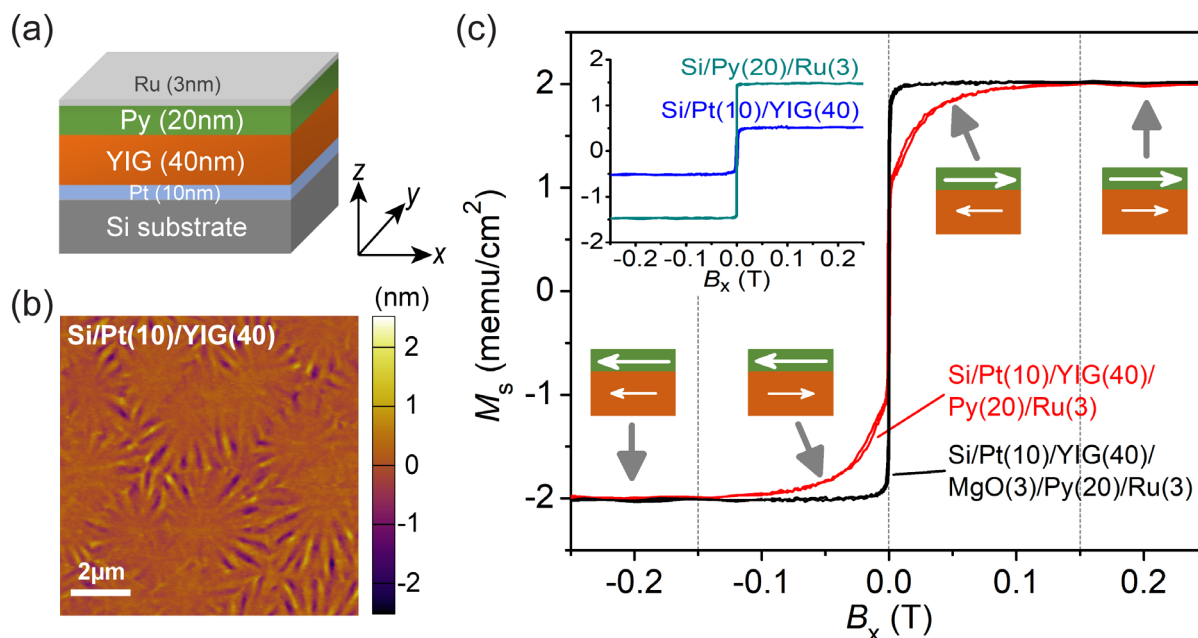 (a)
Ru (3nm)
Py (20nm)
YIG (40nm)
Pt (10nm)
Si substrate
z
y
x
(b)
(nm)
Si/Pt(10)/YIG(40)
2
1
0
-1
-2
2μm
(c)
Si/Py(20)/Ru(3)
Si/Pt(10)/YIG(40)
2
1
0
-1
-2
-0.2 -0.1 0.0 0.1 0.2
Bx (T)
2
1
0
-1
-2
Ms (memu/cm²)
Si/Pt(10)/YIG(40)/
Py(20)/Ru(3)
Si/Pt(10)/YIG(40)/
MgO(3)/Py(20)/Ru(3)
-0.2 -0.1 0.0 0.1 0.2
Bx (T)